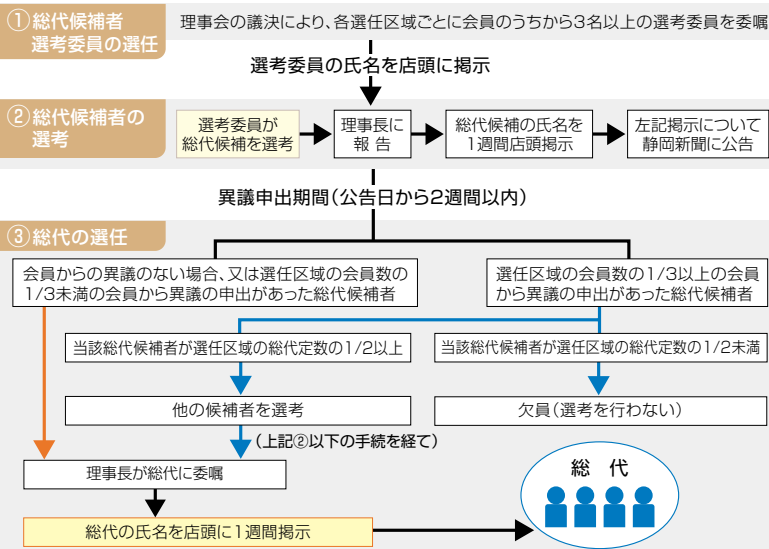 ①総代候補者
選考委員の選任
理事会の議決により、各選任区域ごとに会員のうちから3名以上の選考委員を委嘱
選考委員の氏名を店頭に掲示
②総代候補者の
選考
選考委員が
総代候補を選考
理事長に
報 告
総代候補の氏名を
1週間店頭掲示
左記掲示について
静岡新聞に公告
異議申出期間(公告日から2週間以内)
③総代の選任
会員からの異議のない場合、又は選任区域の会員数の
1/3未満の会員から異議の申出があった総代候補者
選任区域の会員数の1/3以上の会員
から異議の申出があった総代候補者
当該総代候補者が選任区域の総代定数の1/2以上
当該総代候補者が選任区域の総代定数の1/2未満
他の候補者を選考
欠員(選考を行わない)
(上記②以下の手続を経て)
理事長が総代に委嘱
総 代
総代の氏名を店頭に1週間掲示